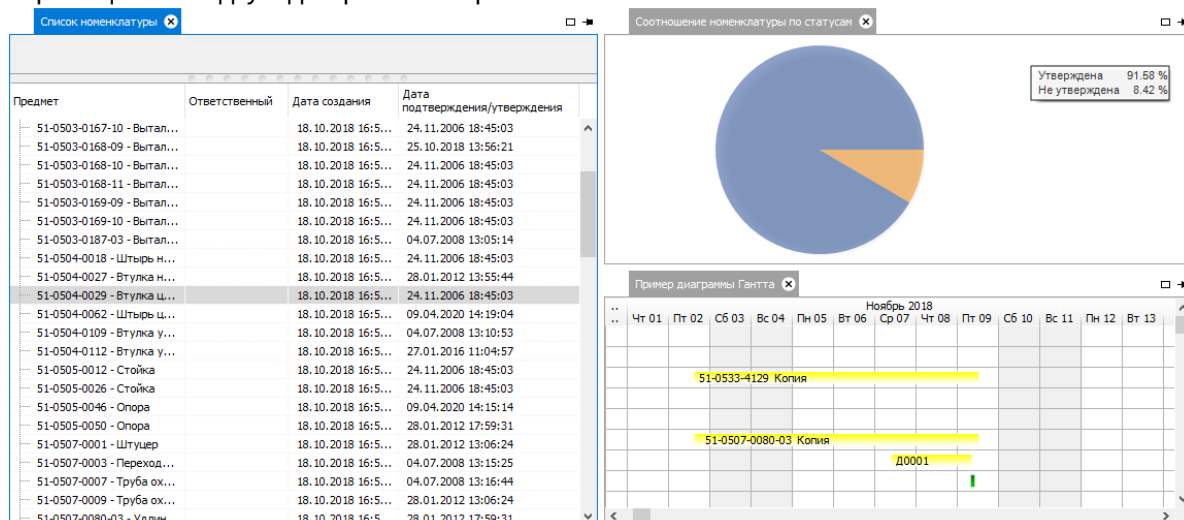 Список номенклатуры
Предмет Ответственный Дата создания Дата подтверждения/утверждения
51-0503-0167-10 - Вытал... 18.10.2018 16:5... 24.11.2006 18:45:03
51-0503-0168-09 - Вытал... 18.10.2018 16:5... 25.10.2018 13:56:21
51-0503-0168-10 - Вытал... 18.10.2018 16:5... 24.11.2006 18:45:03
51-0503-0168-11 - Вытал... 18.10.2018 16:5... 24.11.2006 18:45:03
51-0503-0169-09 - Вытал... 18.10.2018 16:5... 24.11.2006 18:45:03
51-0503-0169-10 - Вытал... 18.10.2018 16:5... 24.11.2006 18:45:03
51-0503-0187-03 - Вытал... 18.10.2018 16:5... 04.07.2008 13:05:14
51-0504-0018 - Штырь н... 18.10.2018 16:5... 24.11.2006 18:45:03
51-0504-0027 - Втулка н... 18.10.2018 16:5... 28.01.2012 13:55:44
51-0504-0029 - Втулка ц... 18.10.2018 16:5... 24.11.2006 18:45:03
51-0504-0062 - Штырь ц... 18.10.2018 16:5... 09.04.2020 14:19:04
51-0504-0109 - Втулка у... 18.10.2018 16:5... 04.07.2008 13:10:53
51-0504-0112 - Втулка у... 18.10.2018 16:5... 27.01.2016 11:04:57
51-0505-0012 - Стойка 18.10.2018 16:5... 24.11.2006 18:45:03
51-0505-0026 - Стойка 18.10.2018 16:5... 24.11.2006 18:45:03
51-0505-0046 - Опора 18.10.2018 16:5... 09.04.2020 14:15:14
51-0505-0050 - Опора 18.10.2018 16:5... 28.01.2012 17:59:31
51-0507-0001 - Штуцер 18.10.2018 16:5... 28.01.2012 13:06:24
51-0507-0003 - Переход... 18.10.2018 16:5... 04.07.2008 13:15:25
51-0507-0007 - Труба ох... 18.10.2018 16:5... 04.07.2008 13:16:44
51-0507-0009 - Труба ох... 18.10.2018 16:5... 28.01.2012 13:06:24
51-0507-0080-03 - Удлин... 18.10.2018 16:5... 28.01.2012 17:59:31
Соотношение номенклатуры по статусам
Утверждена 91.58 %
Не утверждена 8.42 %
Пример диаграммы Гантта
Ноябрь 2018
.. Чт 01 Пт 02 Сб 03 Вс 04 Пн 05 Вт 06 Ср 07 Чт 08 Пт 09 Сб 10 Вс 11 Пн 12 Вт 13
51-0533-4129 Копия
51-0507-0080-03 Копия
Д0001